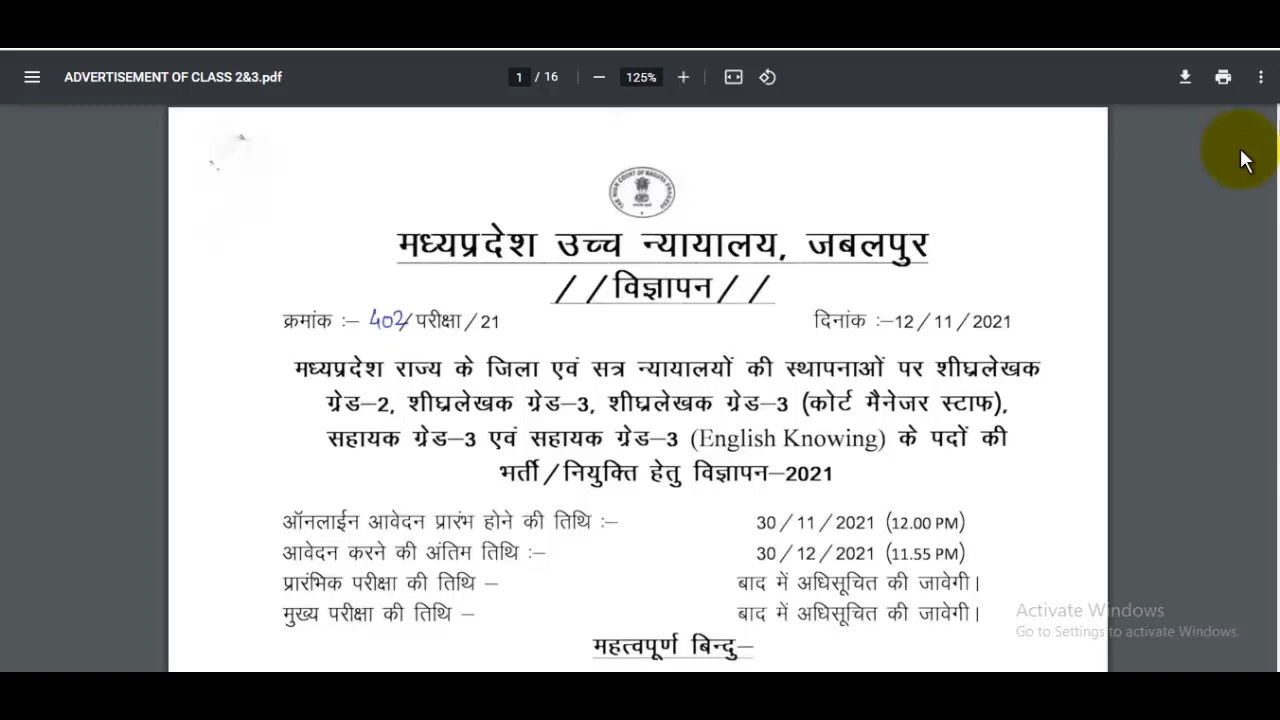 ADVERTISEMENT OF CLASS 2&3.pdf
1 / 16
125%
मध्यप्रदेश उच्च न्यायालय, जबलपुर
//विज्ञापन//
क्रमांक :– 402/परीक्षा/21 दिनांक :–12/11/2021
मध्यप्रदेश राज्य के जिला एवं सत्र न्यायालयों की स्थापनाओं पर शीघ्रलेखक
ग्रेड–2, शीघ्रलेखक ग्रेड–3, शीघ्रलेखक ग्रेड–3 (कोर्ट मैनेजर स्टाफ),
सहायक ग्रेड–3 एवं सहायक ग्रेड–3 (English Knowing) के पदों की
भर्ती/नियुक्ति हेतु विज्ञापन–2021
ऑनलाईन आवेदन प्रारंभ होने की तिथि :– 30/11/2021 (12.00 PM)
आवेदन करने की अंतिम तिथि :– 30/12/2021 (11.55 PM)
प्रारंभिक परीक्षा की तिथि – बाद में अधिसूचित की जावेगी।
मुख्य परीक्षा की तिथि – बाद में अधिसूचित की जावेगी।
Activate Windows
Go to Settings to activate Windows.
महत्वपूर्ण बिन्दु–